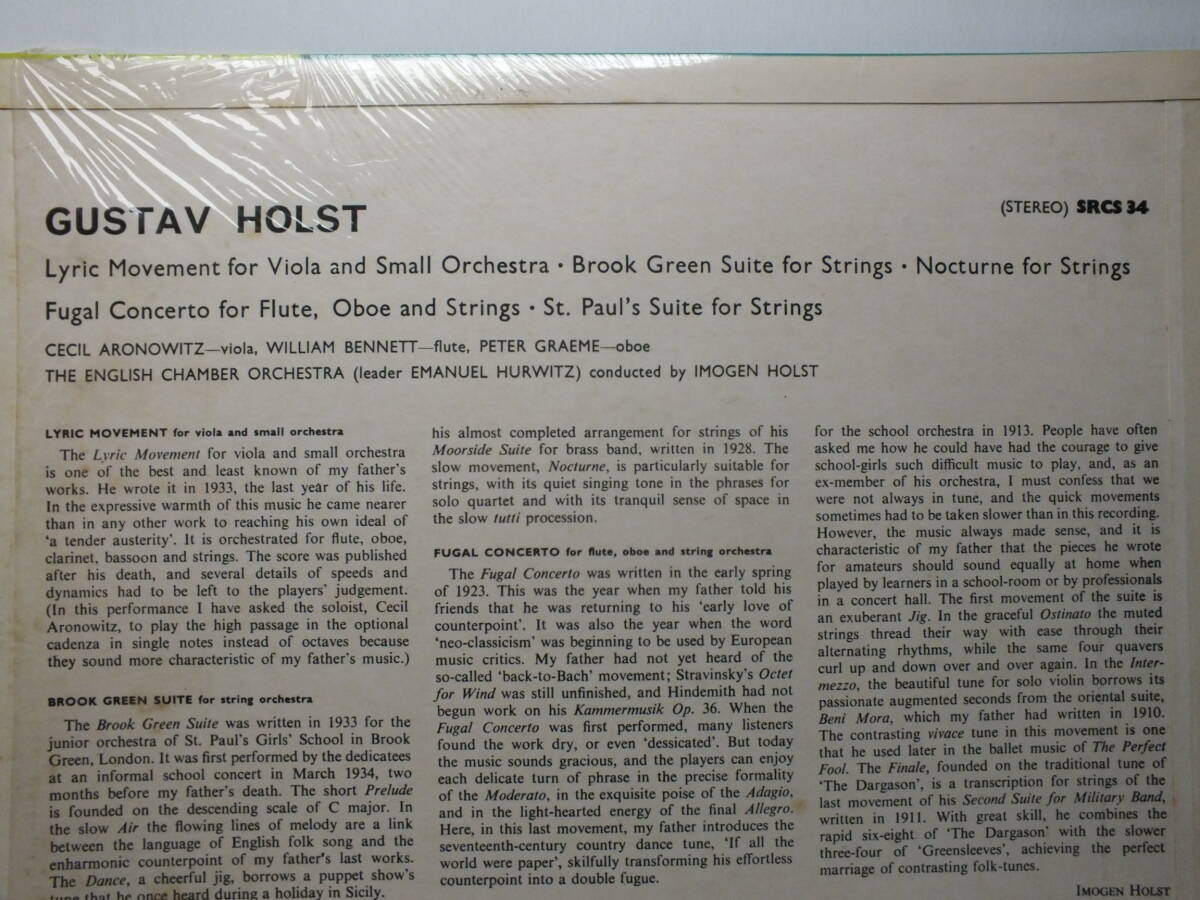 GUSTAV HOLST
(STEREO) SRCS 34
Lyric Movement for Viola and Small Orchestra · Brook Green Suite for Strings · Nocturne for Strings
Fugal Concerto for Flute, Oboe and Strings · St. Paul's Suite for Strings
CECIL ARONOWITZ—viola, WILLIAM BENNETT—flute, PETER GRAEME—oboe
THE ENGLISH CHAMBER ORCHESTRA (leader EMANUEL HURWITZ) conducted by IMOGEN HOLST
LYRIC MOVEMENT for viola and small orchestra
The Lyric Movement for viola and small orchestra
is one of the best and least known of my father's
works. He wrote it in 1933, the last year of his life.
In the expressive warmth of this music he came nearer
than in any other work to reaching his own ideal of
'a tender austerity'. It is orchestrated for flute, oboe,
clarinet, bassoon and strings. The score was published
after his death, and several details of speeds and
dynamics had to be left to the players' judgement.
(In this performance I have asked the soloist, Cecil
Aronowitz, to play the high passage in the optional
cadenza in single notes instead of octaves because
they sound more characteristic of my father's music.)
BROOK GREEN SUITE for string orchestra
The Brook Green Suite was written in 1933 for the
junior orchestra of St. Paul's Girls' School in Brook
Green, London. It was first performed by the dedicatees
at an informal school concert in March 1934, two
months before my father's death. The short Prelude
is founded on the descending scale of C major. In
the slow Air the flowing lines of melody are a link
between the language of English folk song and the
enharmonic counterpoint of my father's last works.
The Dance, a cheerful jig, borrows a puppet show's
tune that he once heard during a holiday in Sicily.
his almost completed arrangement for strings of his
Moorside Suite for brass band, written in 1928. The
slow movement, Nocturne, is particularly suitable for
strings, with its quiet singing tone in the phrases for
solo quartet and with its tranquil sense of space in
the slow tutti procession.
FUGAL CONCERTO for flute, oboe and string orchestra
The Fugal Concerto was written in the early spring
of 1923. This was the year when my father told his
friends that he was returning to his 'early love of
counterpoint'. It was also the year when the word
'neo-classicism' was beginning to be used by European
music critics. My father had not yet heard of the
so-called 'back-to-Bach' movement; Stravinsky's Octet
for Wind was still unfinished, and Hindemith had not
begun work on his Kammermusik Op. 36. When the
Fugal Concerto was first performed, many listeners
found the work dry, or even 'dessicated'. But today
the music sounds gracious, and the players can enjoy
each delicate turn of phrase in the precise formality
of the Moderato, in the exquisite poise of the Adagio,
and in the light-hearted energy of the final Allegro.
Here, in this last movement, my father introduces the
seventeenth-century country dance tune, 'If all the
world were paper', skilfully transforming his effortless
counterpoint into a double fugue.
for the school orchestra in 1913. People have often
asked me how he could have had the courage to give
school-girls such difficult music to play, and, as an
ex-member of his orchestra, I must confess that we
were not always in tune, and the quick movements
sometimes had to be taken slower than in this recording.
However, the music always made sense, and it is
characteristic of my father that the pieces he wrote
for amateurs should sound equally at home when
played by learners in a school-room or by professionals
in a concert hall. The first movement of the suite is
an exuberant Jig. In the graceful Ostinato the muted
strings thread their way with ease through their
alternating rhythms, while the same four quavers
curl up and down over and over again. In the Inter-
mezzo, the beautiful tune for solo violin borrows its
passionate augmented seconds from the oriental suite,
Beni Mora, which my father had written in 1910.
The contrasting vivace tune in this movement is one
that he used later in the ballet music of The Perfect
Fool. The Finale, founded on the traditional tune of
'The Dargason', is a transcription for strings of the
last movement of his Second Suite for Military Band,
written in 1911. With great skill, he combines the
rapid six-eight of 'The Dargason' with the slower
three-four of 'Greensleeves', achieving the perfect
marriage of contrasting folk-tunes.
IMOGEN HOLST